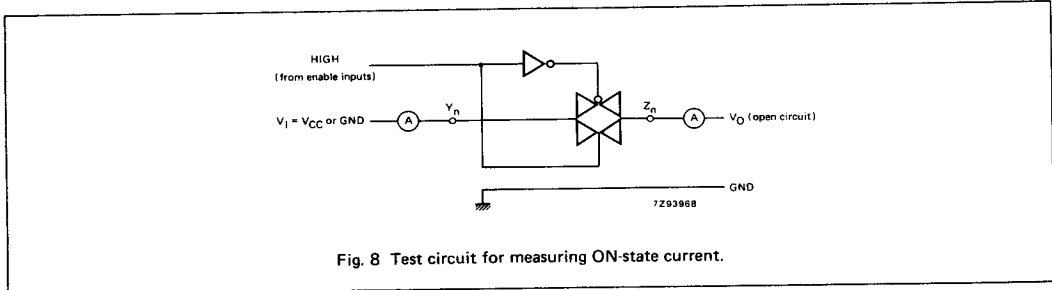 HIGH
(from enable inputs)
V_I = V_CC or GND
A
Y_n
Z_n
A
V_O (open circuit)
GND
7Z93968
Fig. 8 Test circuit for measuring ON-state current.